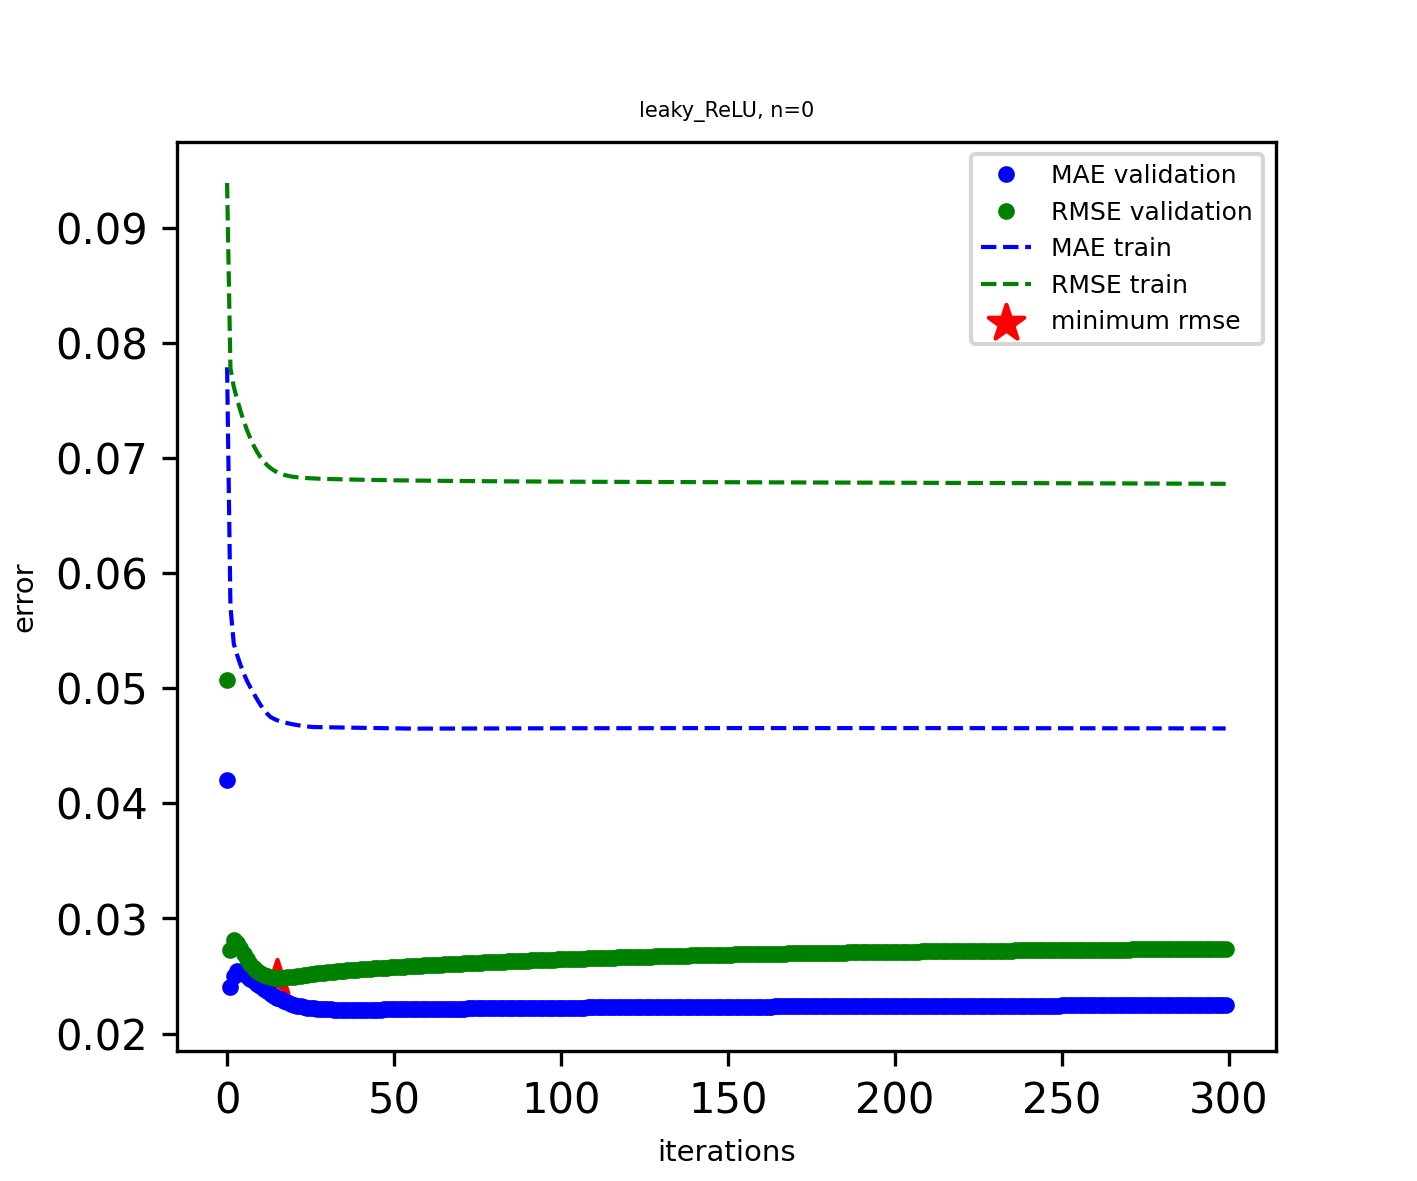 leaky_ReLU, n=0
MAE validation
RMSE validation
MAE train
RMSE train
minimum rmse
0.09
0.08
0.07
0.06
0.05
0.04
0.03
0.02
error
0 50 100 150 200 250 300
iterations